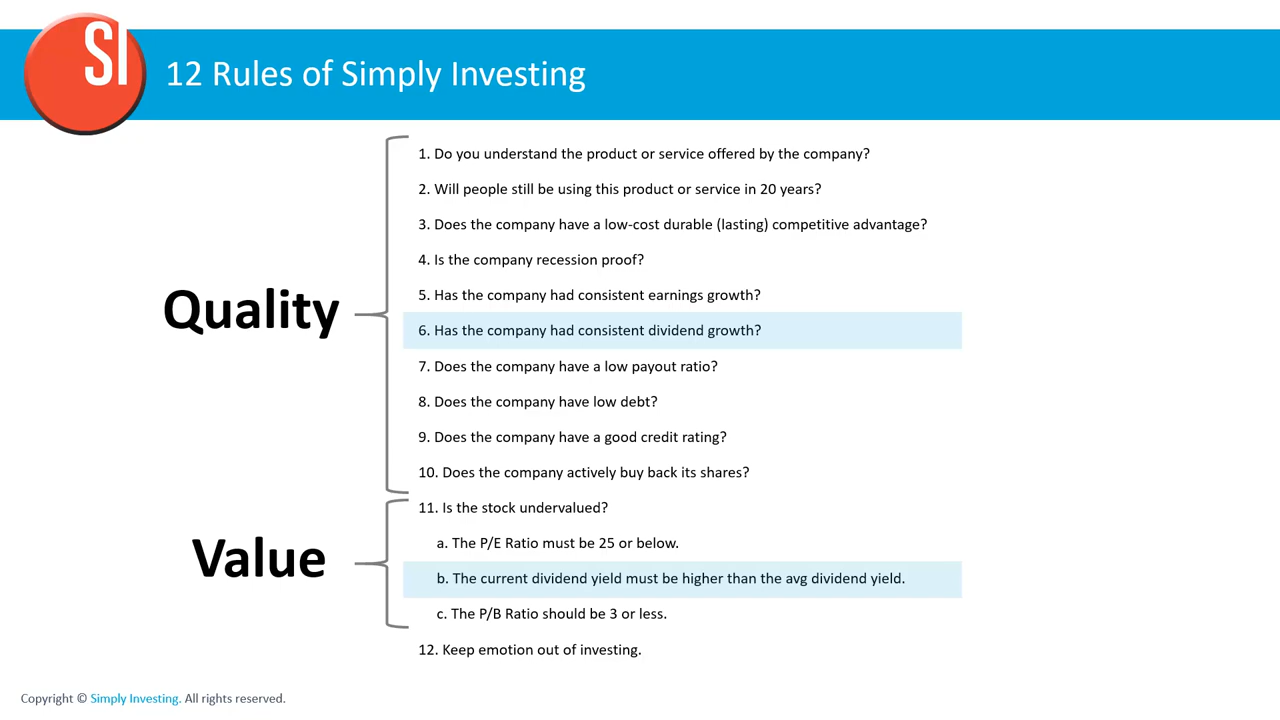 SI
12 Rules of Simply Investing
Quality
1. Do you understand the product or service offered by the company?
2. Will people still be using this product or service in 20 years?
3. Does the company have a low-cost durable (lasting) competitive advantage?
4. Is the company recession proof?
5. Has the company had consistent earnings growth?
6. Has the company had consistent dividend growth?
7. Does the company have a low payout ratio?
8. Does the company have low debt?
9. Does the company have a good credit rating?
10. Does the company actively buy back its shares?
Value
11. Is the stock undervalued?
a. The P/E Ratio must be 25 or below.
b. The current dividend yield must be higher than the avg dividend yield.
c. The P/B Ratio should be 3 or less.
12. Keep emotion out of investing.
Copyright © Simply Investing. All rights reserved.